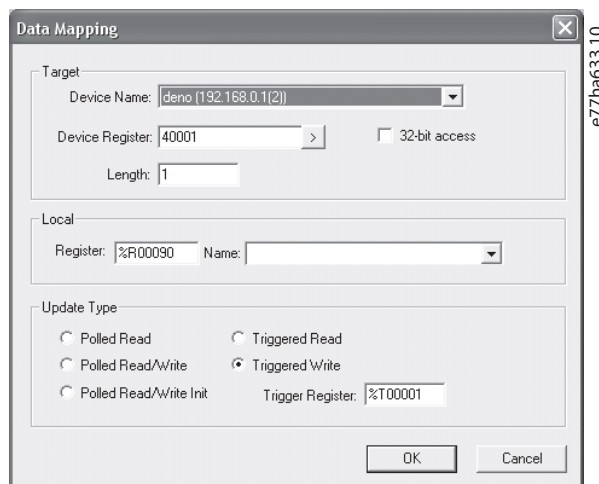 Data Mapping
Target
Device Name: deno (192.168.0.1(2))
Device Register: 40001 > 32-bit access
Length: 1
Local
Register: %R00090 Name:
Update Type
Polled Read Triggered Read
Polled Read/Write Triggered Write
Polled Read/Write Init Trigger Register: %T00001
OK Cancel
e77ha633.10